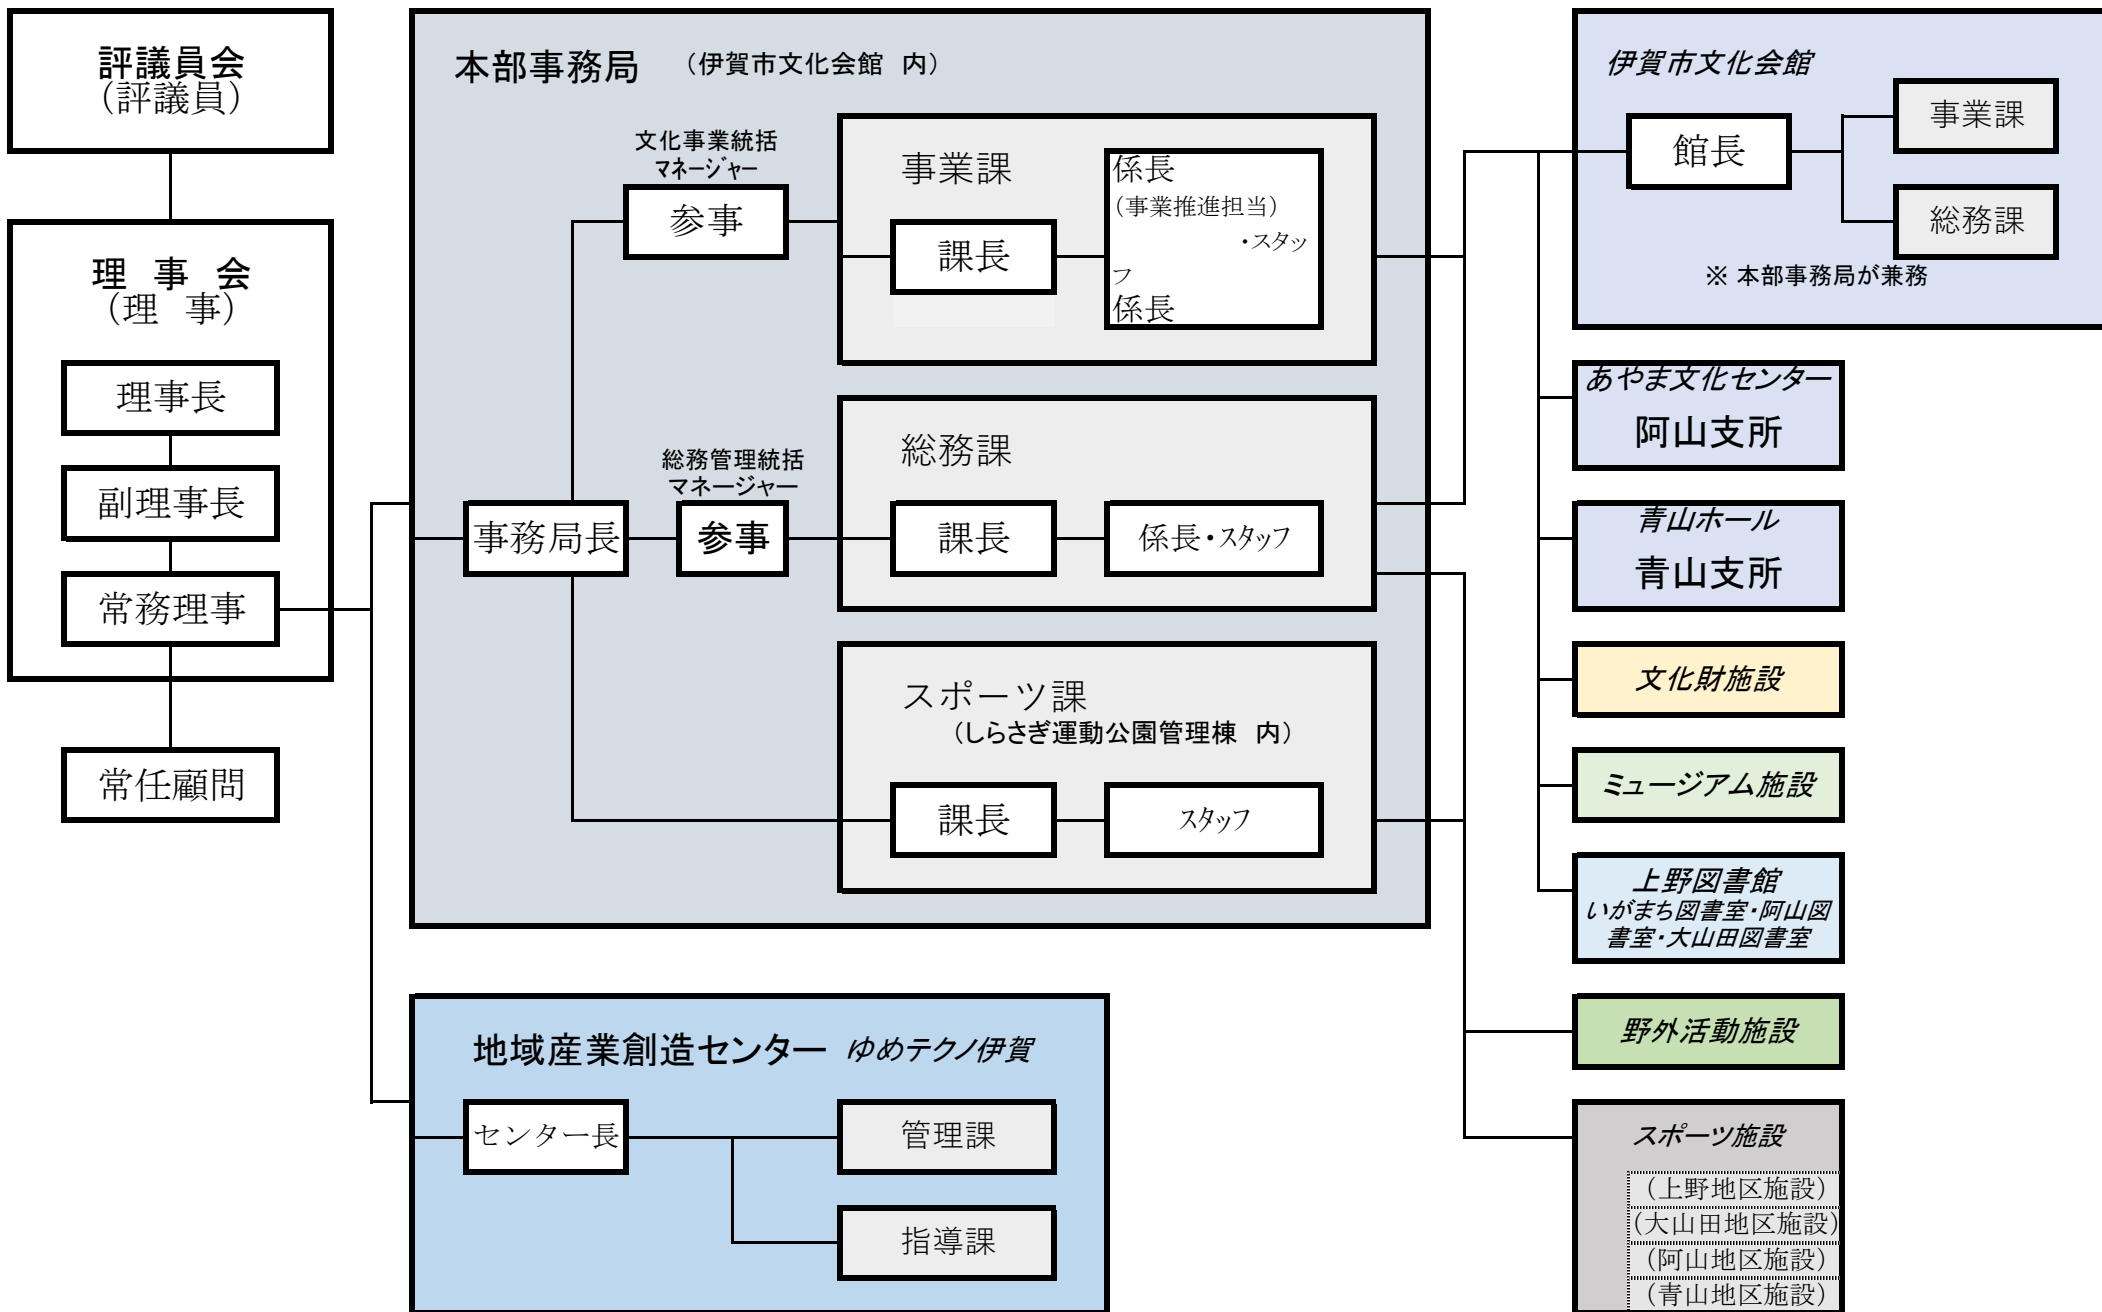 評議員会
（評議員）
理　事　会
（理　事）
理事長
副理事長
常務理事
常任顧問
本部事務局　（伊賀市文化会館　内）
文化事業統括
マネージャー
参事
事業課
課長
係長
（事業推進担当）
・スタッ
フ
係長
総務管理統括
マネージャー
事務局長
参事
総務課
課長
係長・スタッフ
スポーツ課
（しらさぎ運動公園管理棟　内）
課長
スタッフ
地域産業創造センター　ゆめテクノ伊賀
センター長
管理課
指導課
伊賀市文化会館
館長
事業課
総務課
※ 本部事務局が兼務
あやま文化センター
阿山支所
青山ホール
青山支所
文化財施設
ミュージアム施設
上野図書館
いがまち図書室・阿山図
書室・大山田図書室
野外活動施設
スポーツ施設
（上野地区施設）
（大山田地区施設）
（阿山地区施設）
（青山地区施設）